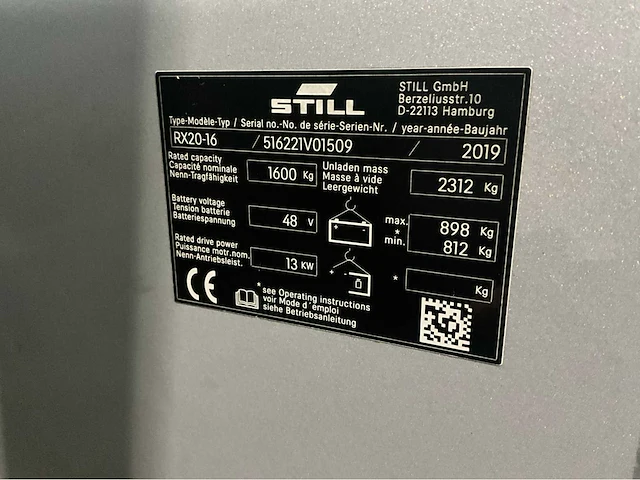 STILL
STILL GmbH
Berzeliusstr.10
D-22113 Hamburg
Type-Modèle-Typ / Serial no.-No. de série-Serien-Nr. / year-année-Baujahr
RX20-16 / 516221V01509 / 2019
Rated capacity
Capacité nominale
Nenn-Tragfähigkeit
1600 Kg
Unladen mass
Masse à vide
Leergewicht
2312 Kg
Battery voltage
Tension batterie
Batteriespannung
48 V
max.
*
min.
898 Kg
812 Kg
Rated drive power
Puissance motr.nom.
Nenn-Antriebsleist.
13 KW
*
Kg
CE
* see Operating instructions
voir Mode d'emploi
siehe Betriebsanleitung